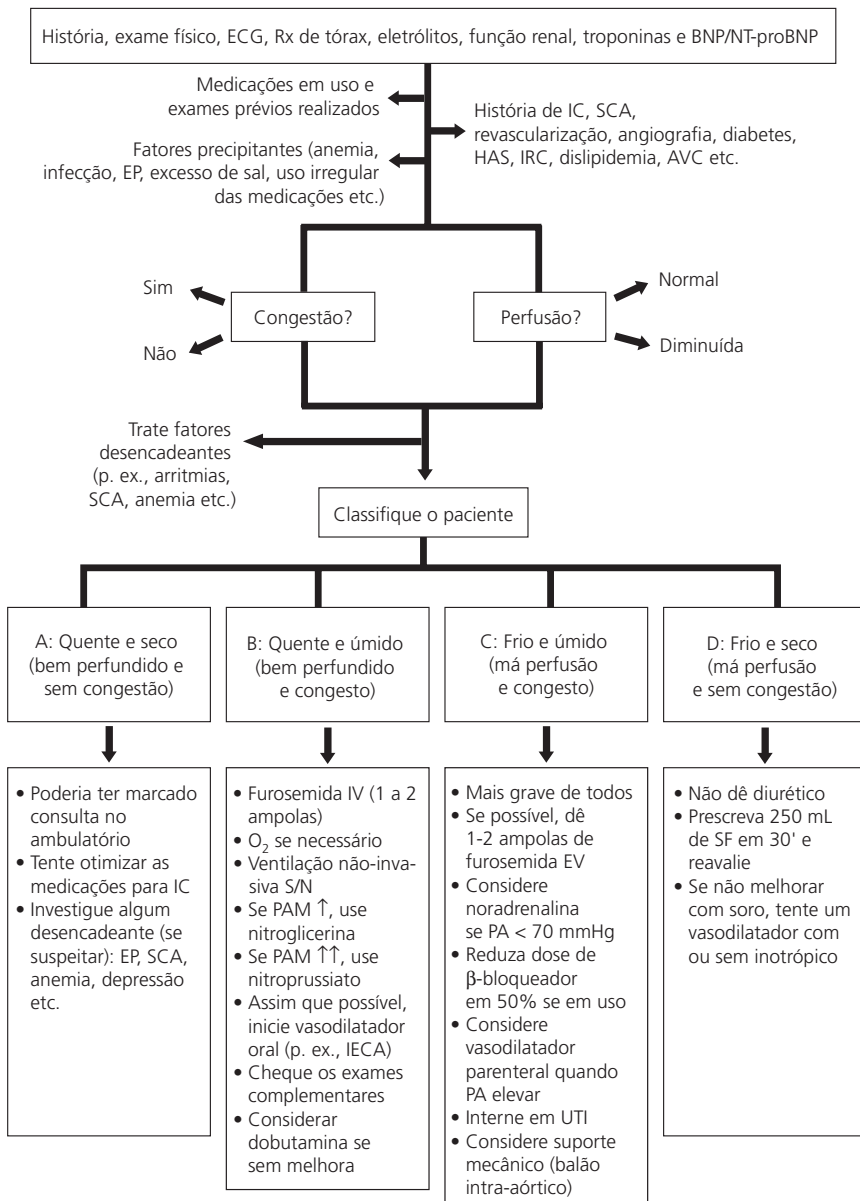 História, exame físico, ECG, Rx de tórax, eletrólitos, função renal, troponinas e BNP/NT-proBNP
Medicações em uso e
exames prévios realizados
História de IC, SCA,
revascularização, angiografia, diabetes,
HAS, IRC, dislipidemia, AVC etc.
Fatores precipitantes (anemia,
infecção, EP, excesso de sal, uso irregular
das medicações etc.)
Sim
Não
Congestão?
Perfusão?
Normal
Diminuída
Trate fatores
desencadeantes
(p. ex., arritmias,
SCA, anemia etc.)
Classifique o paciente
A: Quente e seco
(bem perfundido e
sem congestão)
B: Quente e úmido
(bem perfundido
e congesto)
C: Frio e úmido
(má perfusão
e congesto)
D: Frio e seco
(má perfusão
e sem congestão)
• Poderia ter marcado
consulta no
ambulatório
• Tente otimizar as
medicações para IC
• Investigue algum
desencadeante (se
suspeitar): EP, SCA,
anemia, depressão
etc.
• Furosemida IV (1 a 2
ampolas)
• O₂ se necessário
• Ventilação não-inva-
siva S/N
• Se PAM ↑, use
nitroglicerina
• Se PAM ↑↑, use
nitroprussiato
• Assim que possível,
inicie vasodilatador
oral (p. ex., IECA)
• Cheque os exames
complementares
• Considerar
dobutamina se
sem melhora
• Mais grave de todos
• Se possível, dê
1-2 ampolas de
furosemida EV
• Considere
noradrenalina
se PA < 70 mmHg
• Reduza dose de
β-bloqueador
em 50% se em uso
• Considere
vasodilatador
parenteral quando
PA elevar
• Interne em UTI
• Considere suporte
mecânico (balão
intra-aórtico)
• Não dê diurético
• Prescreva 250 mL
de SF em 30' e
reavalie
• Se não melhorar
com soro, tente um
vasodilatador com
ou sem inotrópico